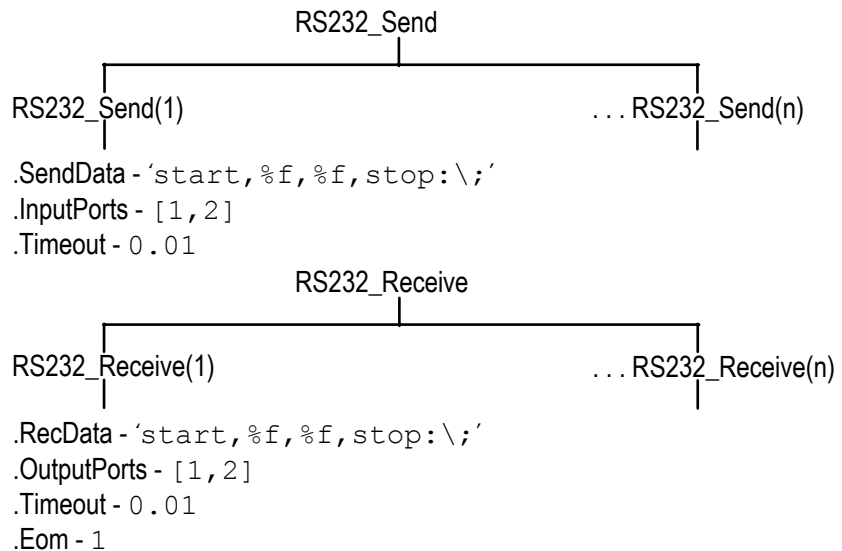 RS232_Send
RS232_Send(1) ... RS232_Send(n)
.SendData - ‘start,%f,%f,stop:\;’
.InputPorts - [1,2]
.Timeout - 0.01
RS232_Receive
RS232_Receive(1) ... RS232_Receive(n)
.RecData - ‘start,%f,%f,stop:\;’
.OutputPorts - [1,2]
.Timeout - 0.01
.Eom - 1